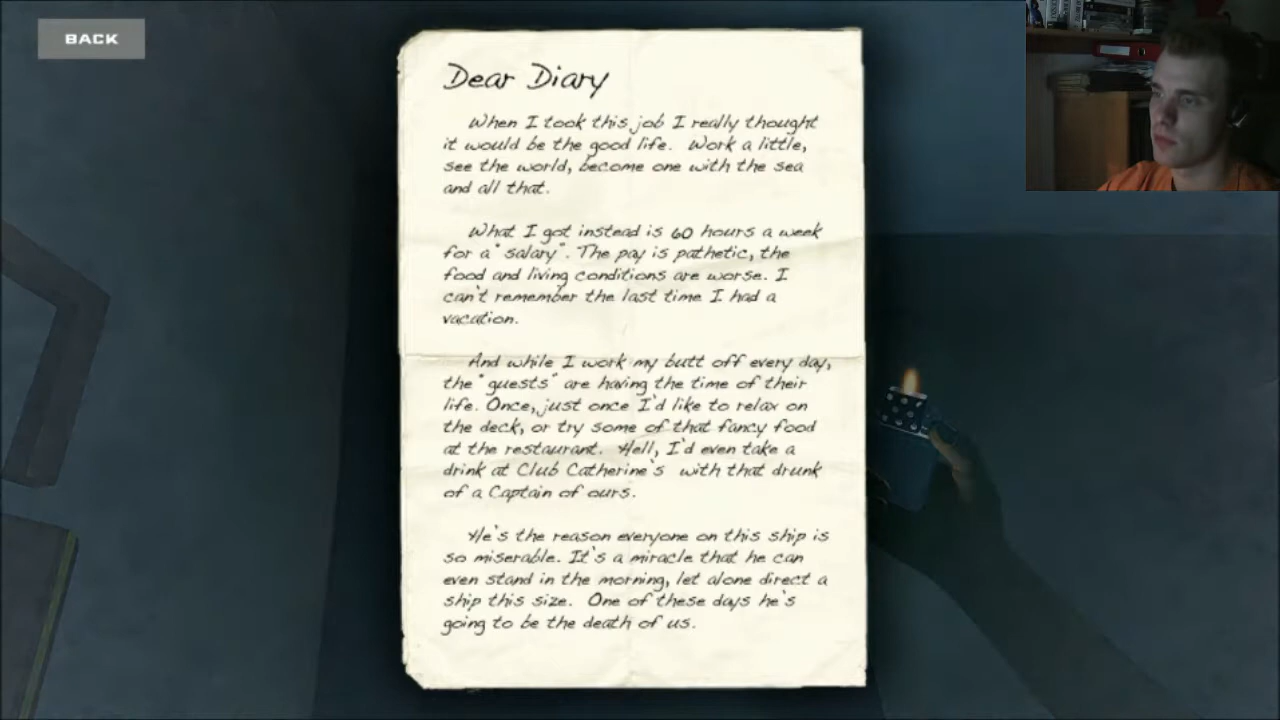 BACK
Dear Diary
When I took this job I really thought
it would be the good life. Work a little,
see the world, become one with the sea
and all that.
What I got instead is 60 hours a week
for a "salary". The pay is pathetic, the
food and living conditions are worse. I
can't remember the last time I had a
vacation.
And while I work my butt off every day,
the "guests" are having the time of their
life. Once, just once I'd like to relax on
the deck, or try some of that fancy food
at the restaurant. Hell, I'd even take a
drink at Club Catherine's with that drunk
of a Captain of ours.
He's the reason everyone on this ship is
so miserable. It's a miracle that he can
even stand in the morning, let alone direct a
ship this size. One of these days he's
going to be the death of us.